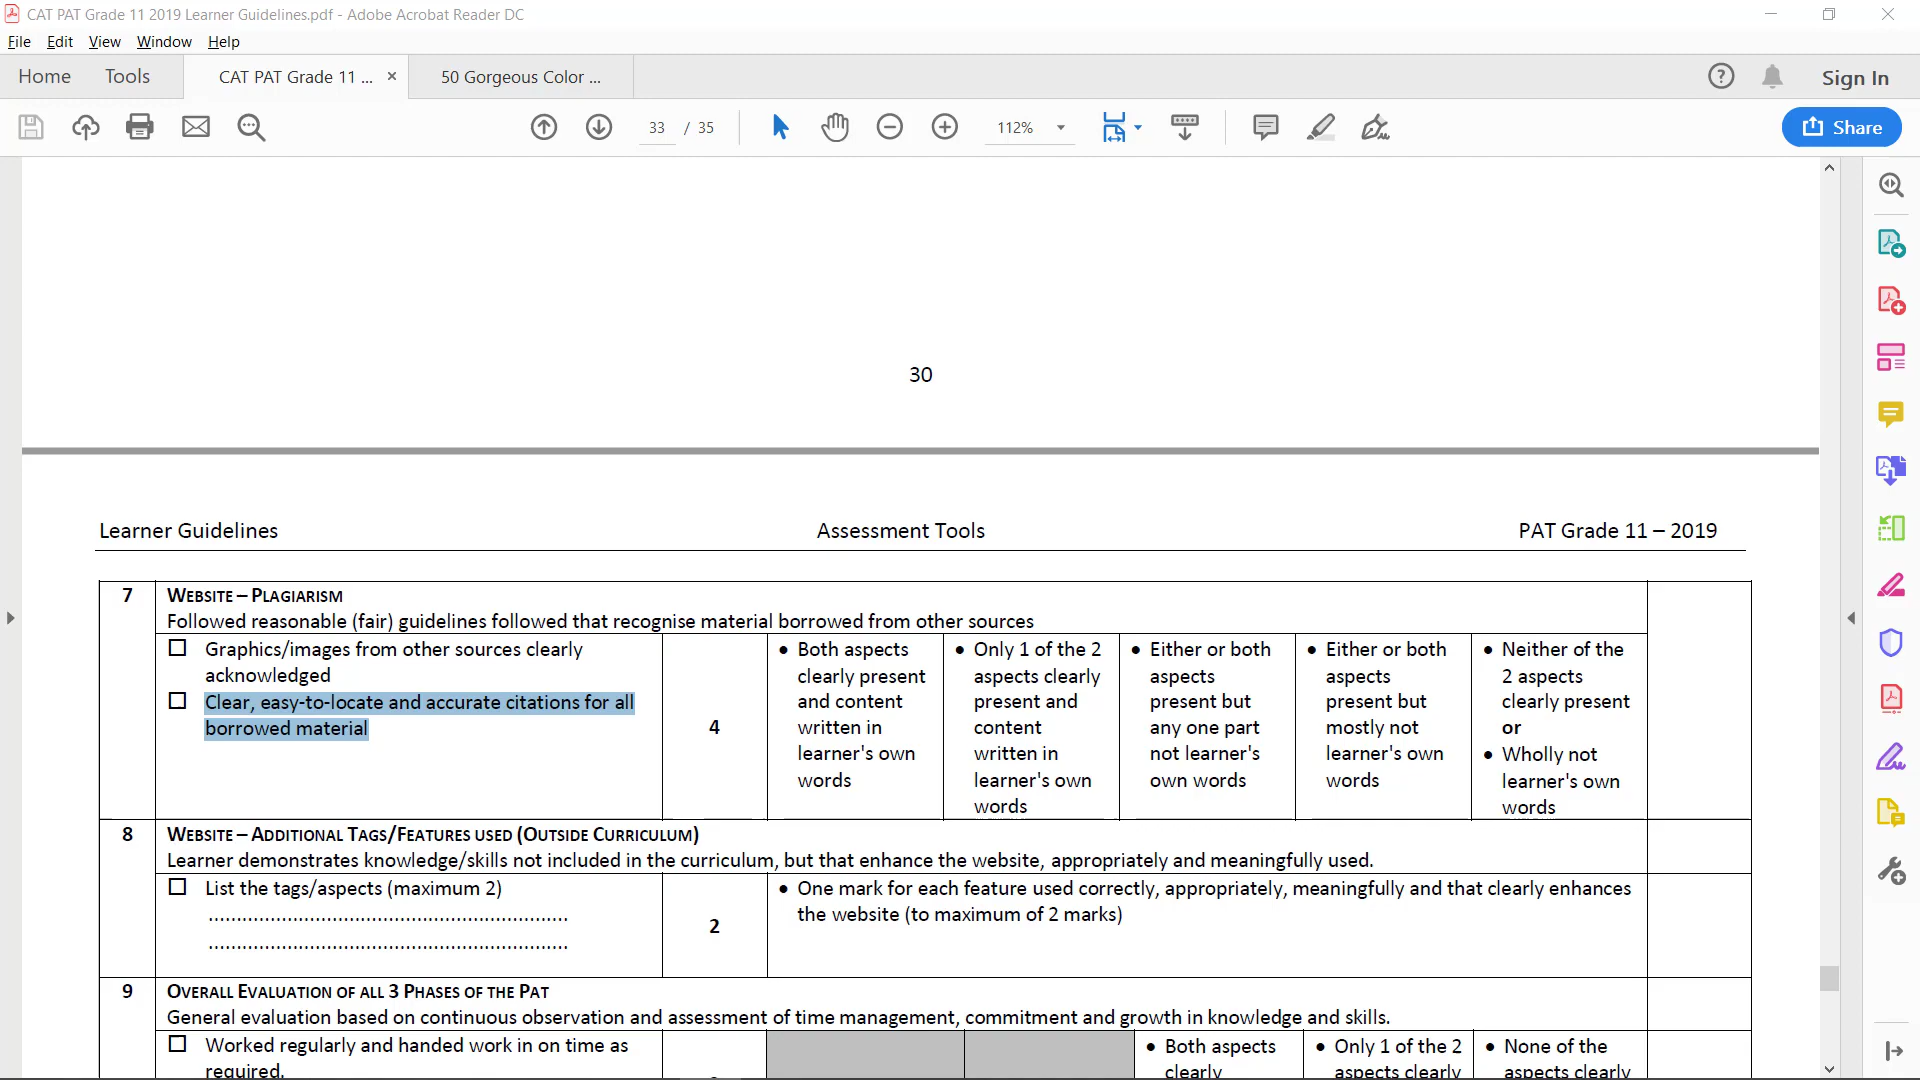 CAT PAT Grade 11 2019 Learner Guidelines.pdf - Adobe Acrobat Reader DC
File Edit View Window Help
Home Tools CAT PAT Grade 11 ... × 50 Gorgeous Color ... Sign In
33 / 35 112% Share
30
Learner Guidelines Assessment Tools PAT Grade 11 – 2019
7 WEBSITE – PLAGIARISM
Followed reasonable (fair) guidelines followed that recognise material borrowed from other sources
Graphics/images from other sources clearly
acknowledged
Clear, easy-to-locate and accurate citations for all
borrowed material
4
• Both aspects
clearly present
and content
written in
learner's own
words
• Only 1 of the 2
aspects clearly
present and
content
written in
learner's own
words
• Either or both
aspects
present but
any one part
not learner's
own words
• Either or both
aspects
present but
mostly not
learner's own
words
• Neither of the
2 aspects
clearly present
or
• Wholly not
learner's own
words
8 WEBSITE – ADDITIONAL TAGS/FEATURES USED (OUTSIDE CURRICULUM)
Learner demonstrates knowledge/skills not included in the curriculum, but that enhance the website, appropriately and meaningfully used.
List the tags/aspects (maximum 2)
................................................................
................................................................
2
• One mark for each feature used correctly, appropriately, meaningfully and that clearly enhances
the website (to maximum of 2 marks)
9 OVERALL EVALUATION OF ALL 3 PHASES OF THE PAT
General evaluation based on continuous observation and assessment of time management, commitment and growth in knowledge and skills.
Worked regularly and handed work in on time as
required.
• Both aspects
clearly
• Only 1 of the 2
aspects clearly
• None of the
aspects clearly